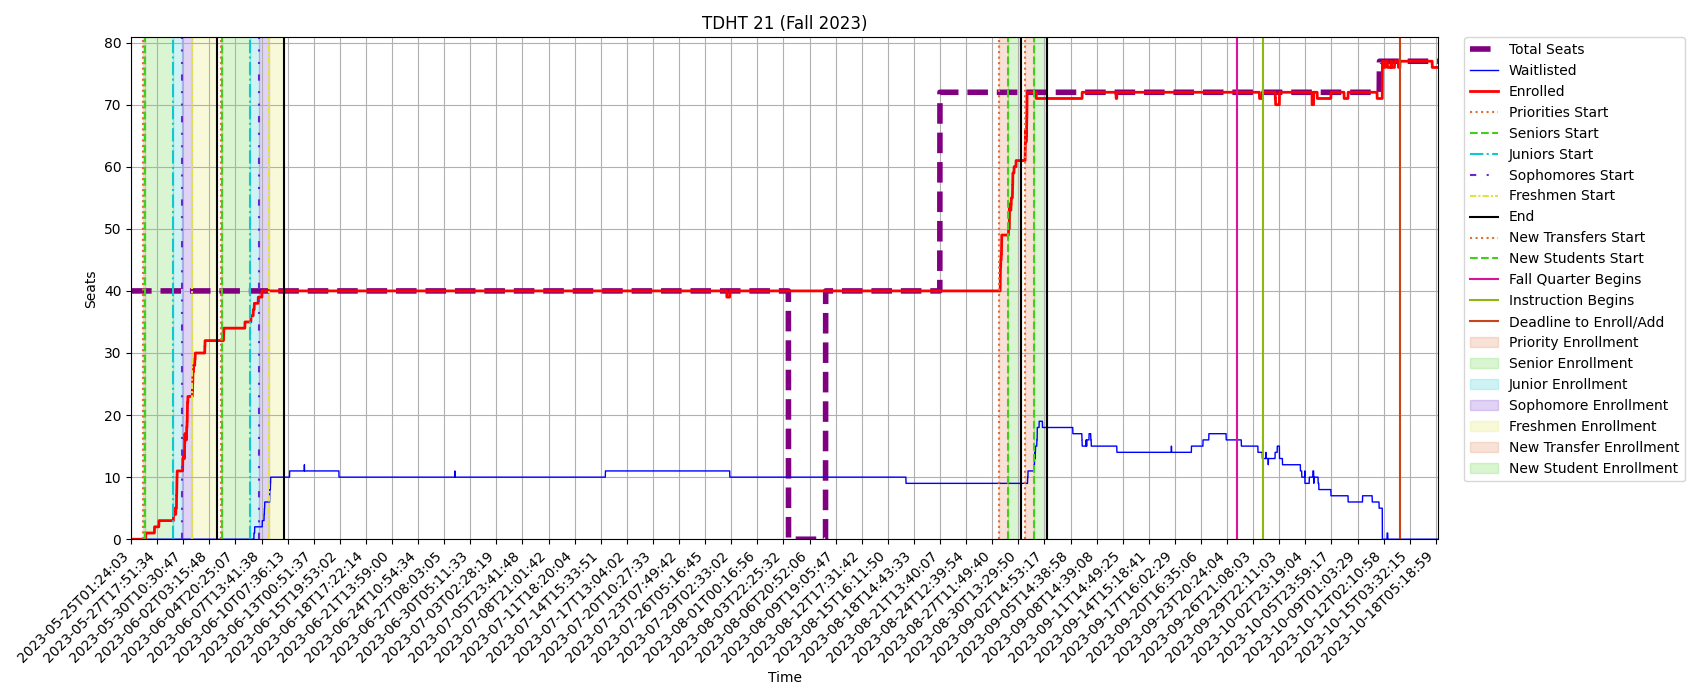 TDHT 21 (Fall 2023)
80
70
60
50
40
30
20
10
0
Seats
2023-05-25T01:24:03
2023-05-27T17:51:34
2023-05-30T10:30:47
2023-06-02T03:15:48
2023-06-04T20:25:07
2023-06-07T13:41:38
2023-06-10T07:36:13
2023-06-13T00:51:37
2023-06-15T19:53:02
2023-06-18T17:22:14
2023-06-21T13:59:00
2023-06-24T10:54:34
2023-06-27T08:03:05
2023-06-30T05:11:33
2023-07-03T02:28:19
2023-07-05T23:41:48
2023-07-08T21:01:42
2023-07-11T18:20:04
2023-07-14T15:33:51
2023-07-17T13:04:02
2023-07-20T10:27:33
2023-07-23T07:49:42
2023-07-26T05:16:45
2023-07-29T02:33:02
2023-08-01T00:16:56
2023-08-03T22:25:32
2023-08-06T20:52:06
2023-08-09T19:05:47
2023-08-12T17:31:42
2023-08-15T16:11:50
2023-08-18T14:43:33
2023-08-21T13:40:07
2023-08-24T12:39:54
2023-08-27T11:49:40
2023-08-30T13:29:50
2023-09-02T14:53:17
2023-09-05T14:38:58
2023-09-08T14:39:08
2023-09-11T14:49:25
2023-09-14T15:18:41
2023-09-17T16:02:29
2023-09-20T16:35:06
2023-09-23T20:24:04
2023-09-26T21:08:03
2023-09-29T22:11:03
2023-10-02T23:19:04
2023-10-05T23:59:17
2023-10-09T01:03:29
2023-10-12T02:10:58
2023-10-15T03:32:15
2023-10-18T05:18:59
Time
Total Seats
Waitlisted
Enrolled
Priorities Start
Seniors Start
Juniors Start
Sophomores Start
Freshmen Start
End
New Transfers Start
New Students Start
Fall Quarter Begins
Instruction Begins
Deadline to Enroll/Add
Priority Enrollment
Senior Enrollment
Junior Enrollment
Sophomore Enrollment
Freshmen Enrollment
New Transfer Enrollment
New Student Enrollment